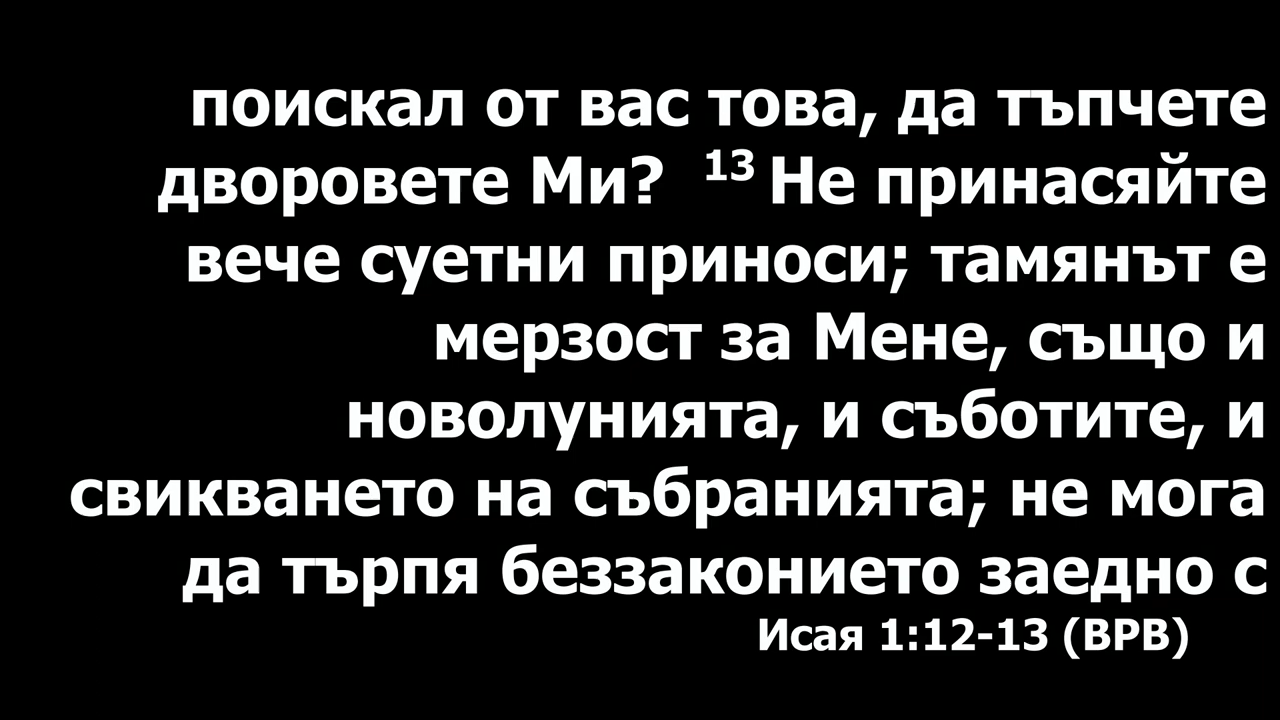 поискал от вас това, да тъпчете
дворовете Ми? 13 Не принасяйте
вече суетни приноси; тамянът е
мерзост за Мене, също и
новолунията, и съботите, и
свикването на събранията; не мога
да търпя беззаконието заедно с
Исая 1:12-13 (ВРВ)